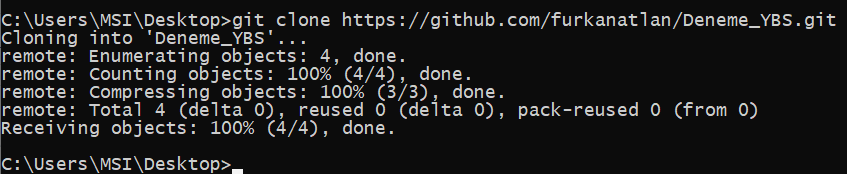 C:\Users\MSI\Desktop>git clone https://github.com/furkanatlan/Deneme_YBS.git
Cloning into 'Deneme_YBS'...
remote: Enumerating objects: 4, done.
remote: Counting objects: 100% (4/4), done.
remote: Compressing objects: 100% (3/3), done.
remote: Total 4 (delta 0), reused 0 (delta 0), pack-reused 0 (from 0)
Receiving objects: 100% (4/4), done.
C:\Users\MSI\Desktop>